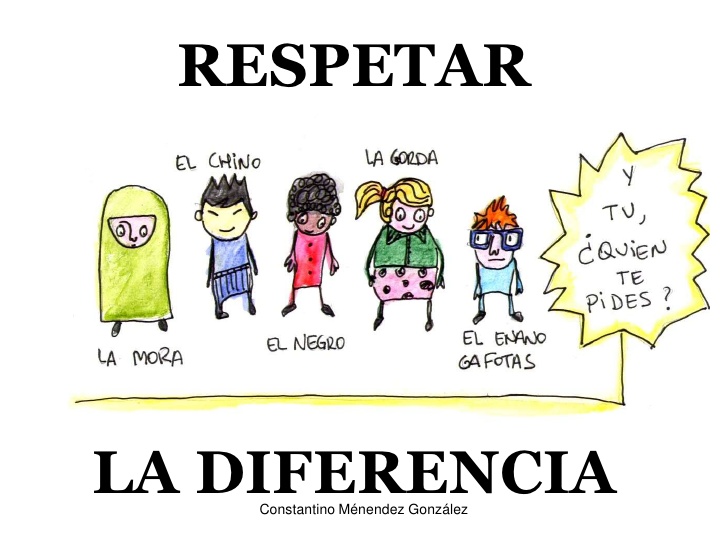 RESPETAR
EL CHINO
LA GORDA
LA MORA
EL NEGRO
EL ENANO
GAFOTAS
Y
TU,
¿QUIEN
TE
PIDES?
LA DIFERENCIA
Constantino Ménendez González